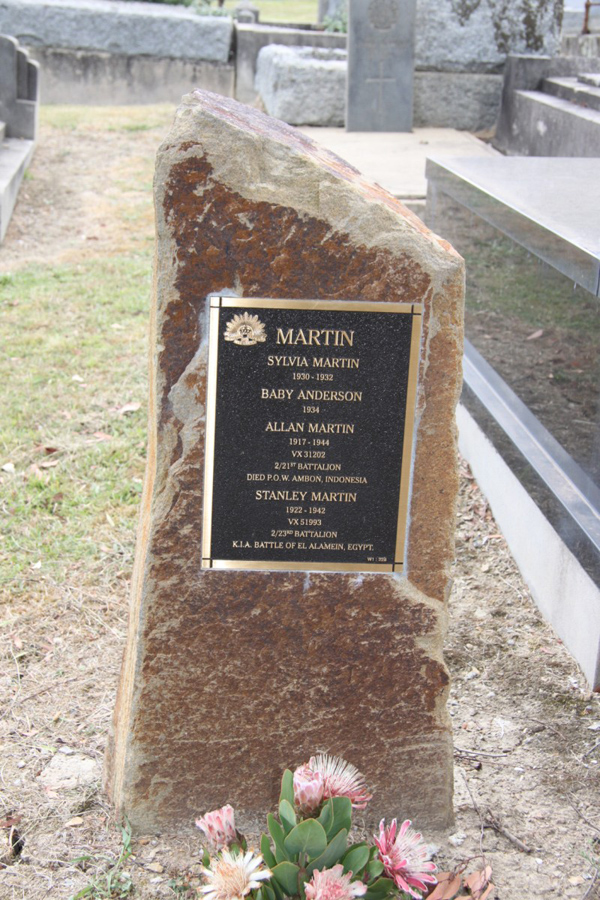 MARTIN
SYLVIA MARTIN
1930 - 1932
BABY ANDERSON
1934
ALLAN MARTIN
1917 - 1944
VX 31202
2/21ST BATTALION
DIED P.O.W. AMBON, INDONESIA
STANLEY MARTIN
1922 - 1942
VX 51993
2/23RD BATTALION
K.I.A. BATTLE OF EL ALAMEIN, EGYPT.